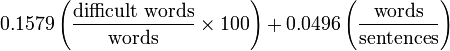 0.1579 (difficult words / words × 100) + 0.0496 (words / sentences)